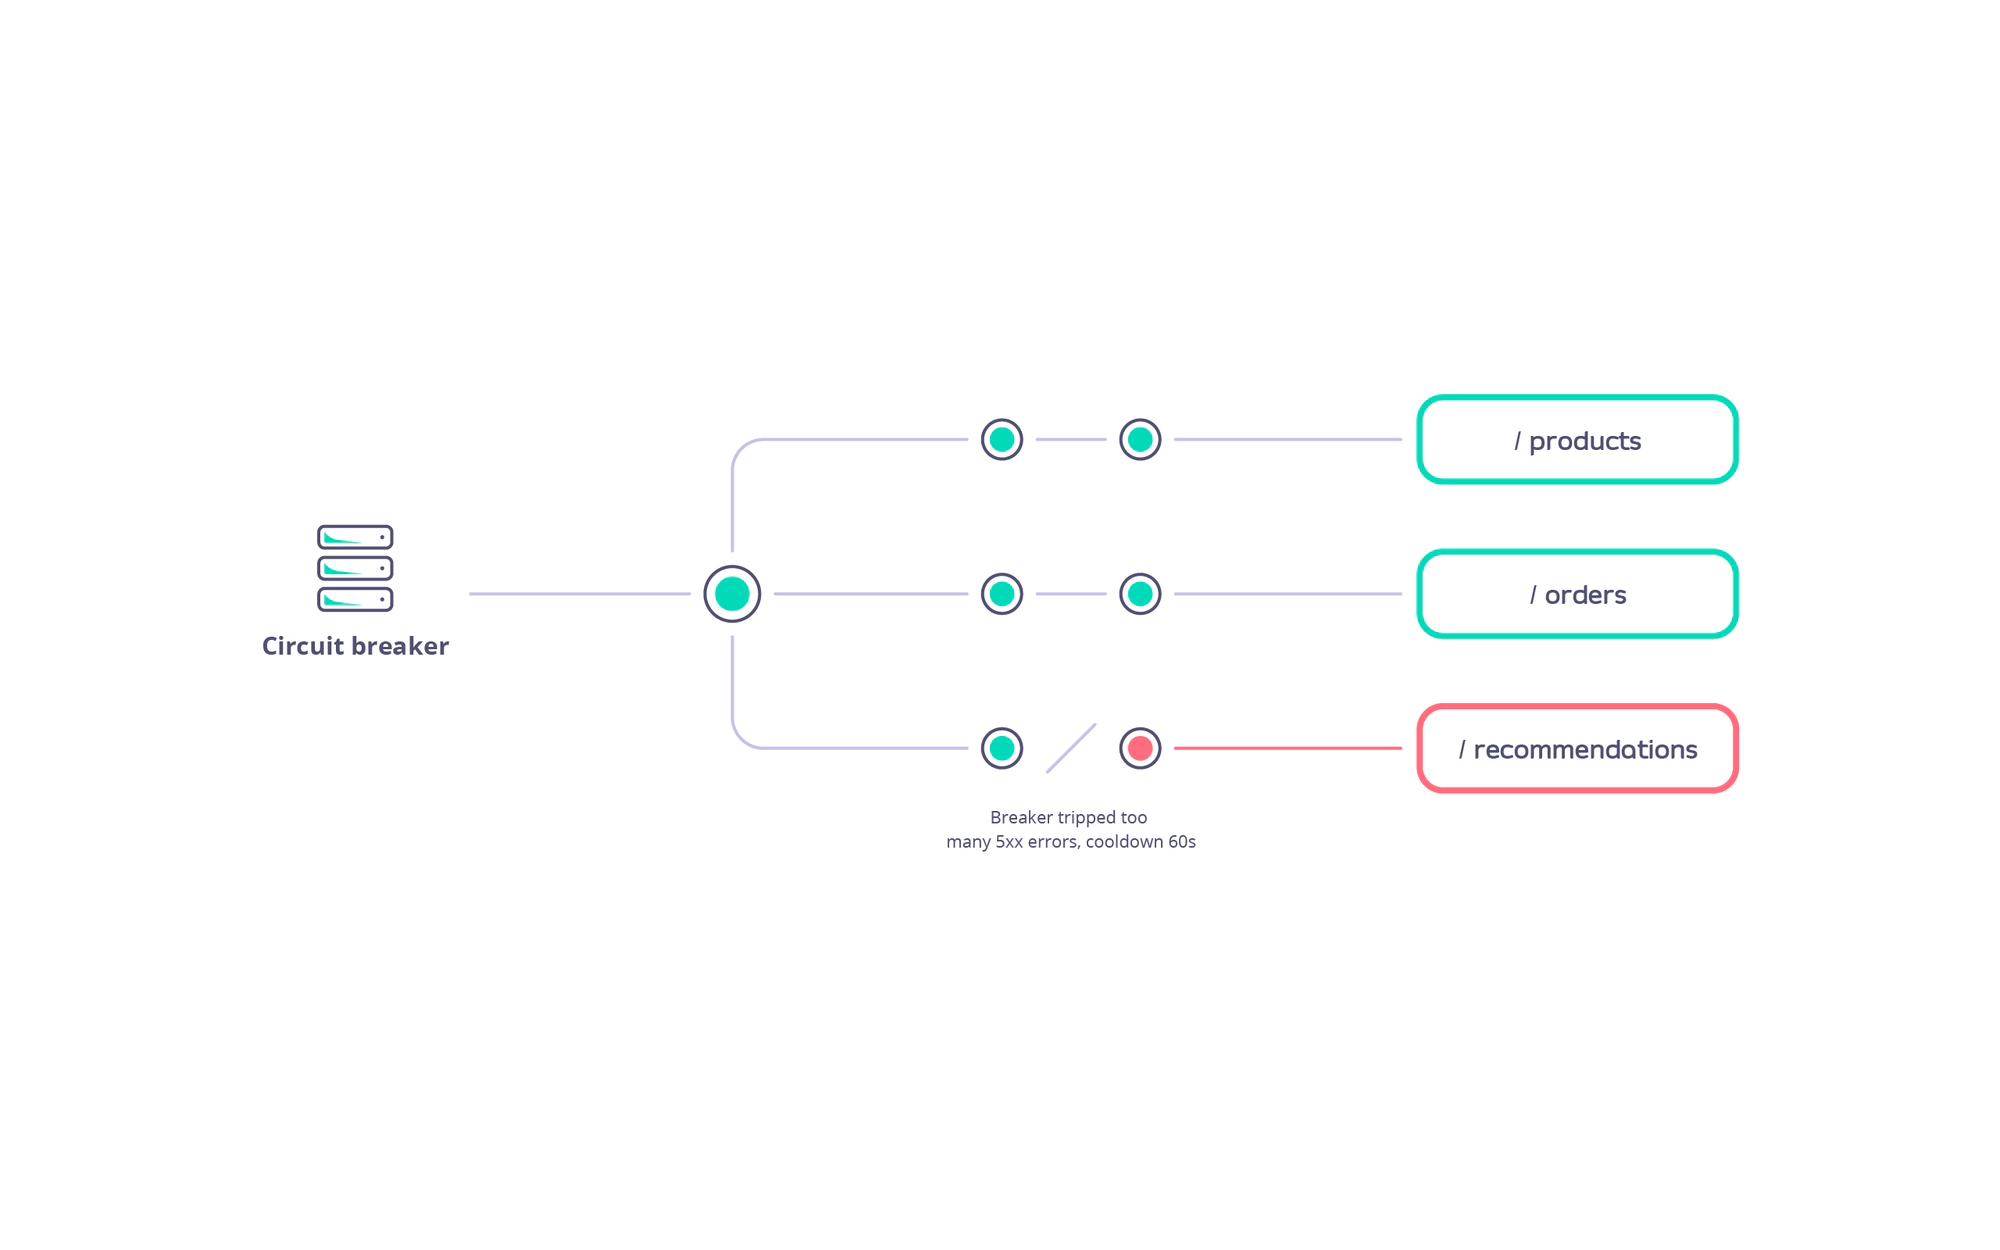 / products
/ orders
Circuit breaker
/ recommendations
Breaker tripped too
many 5xx errors, cooldown 60s